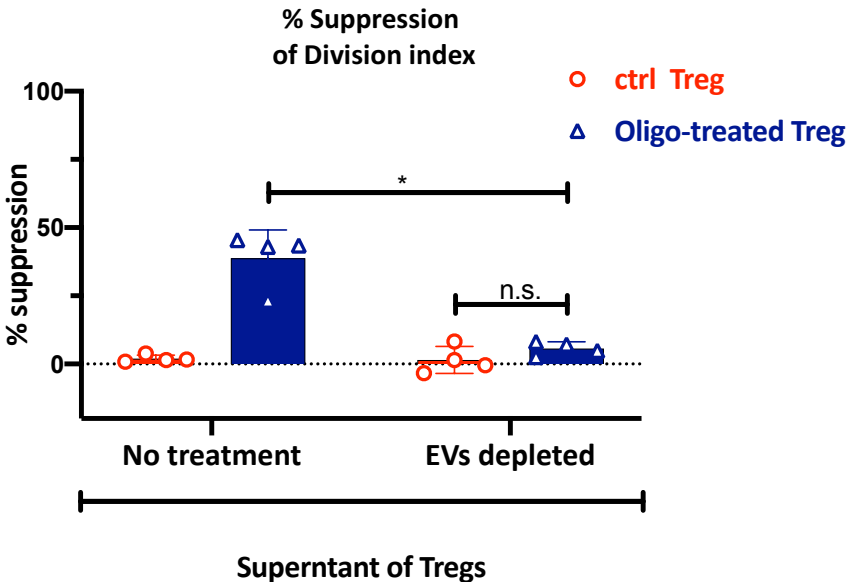 % Suppression
of Division index
ctrl Treg
Oligo-treated Treg
% suppression
100
50
0
*
n.s.
No treatment
EVs depleted
Superntant of Tregs